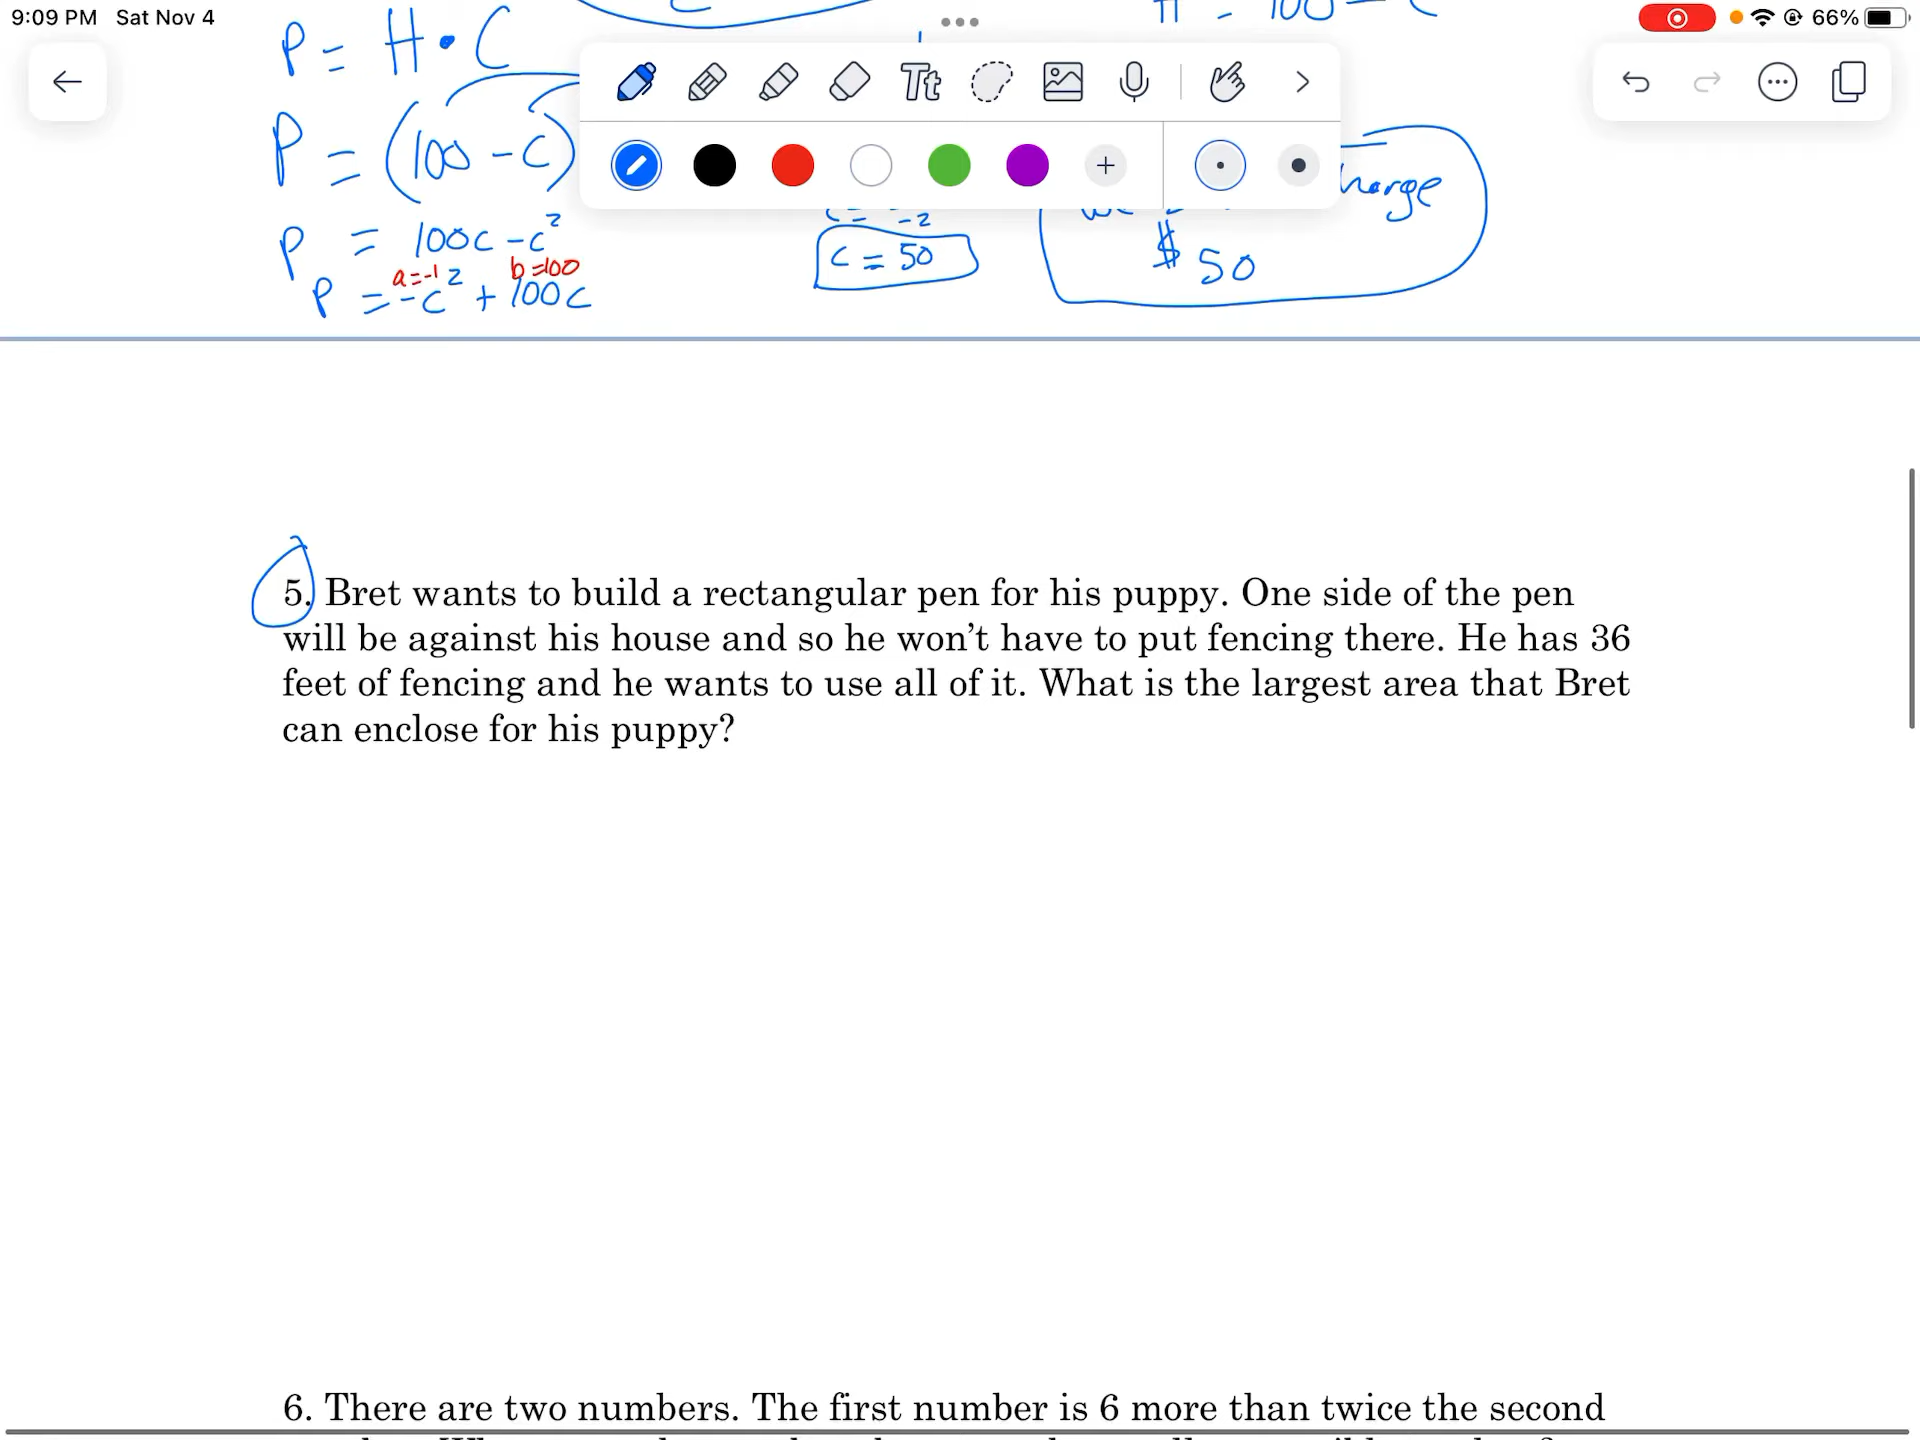 9:09 PM Sat Nov 4
66%
P = H • C
H = 100 - C
P = (100 - C)
Tt
harge
P = 100C - C²
-2
C = 50
$ 50
a=-1 b=100
P = -C² + 100C
5. Bret wants to build a rectangular pen for his puppy. One side of the pen
will be against his house and so he won’t have to put fencing there. He has 36
feet of fencing and he wants to use all of it. What is the largest area that Bret
can enclose for his puppy?
6. There are two numbers. The first number is 6 more than twice the second